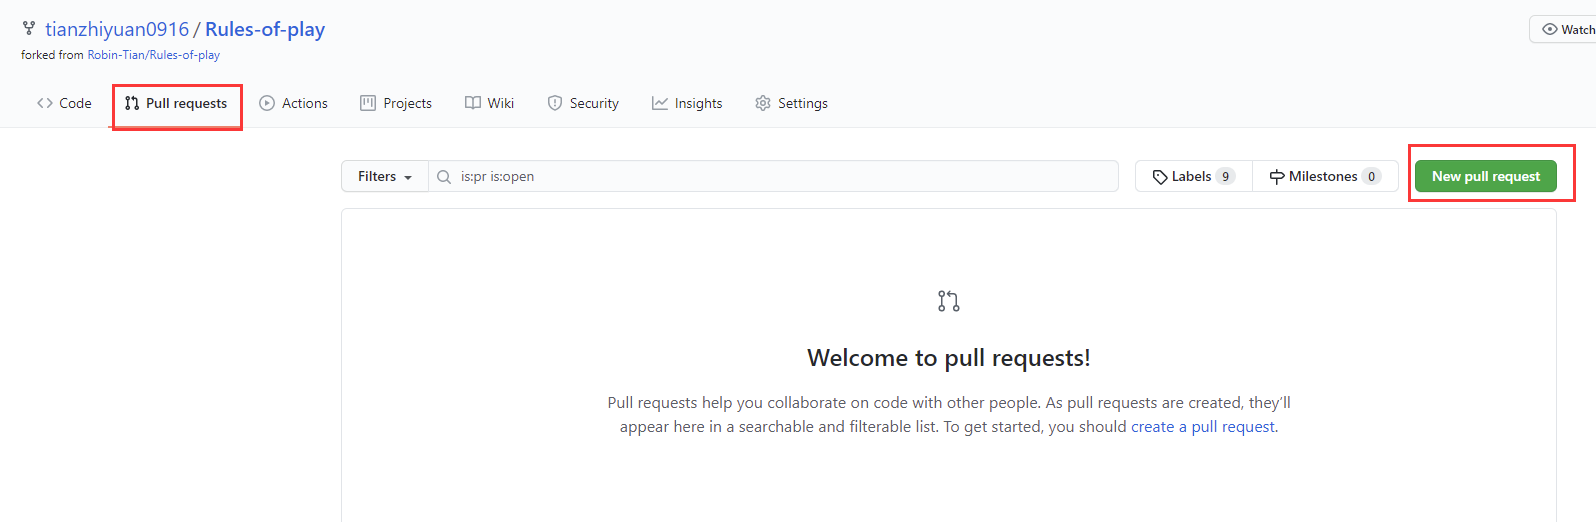 tianzhiyuan0916 / Rules-of-play
Watch
forked from Robin-Tian/Rules-of-play
Code Pull requests Actions Projects Wiki Security Insights Settings
Filters is:pr is:open Labels 9 Milestones 0 New pull request
Welcome to pull requests!
Pull requests help you collaborate on code with other people. As pull requests are created, they’ll
appear here in a searchable and filterable list. To get started, you should create a pull request.